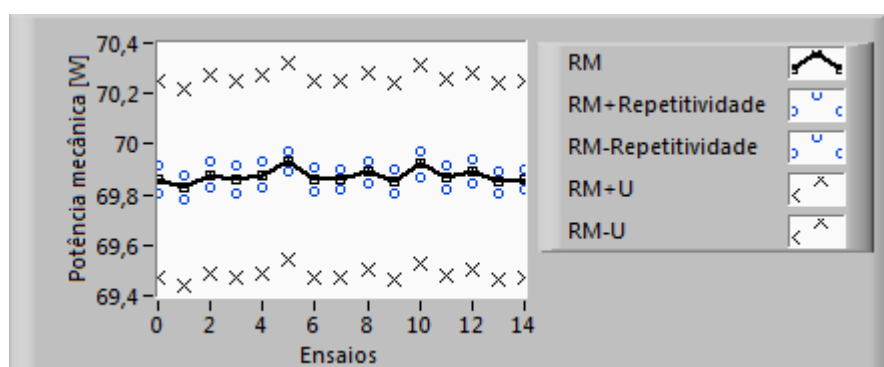 Potência mecânica [W]
70,4
70,2
70
69,8
69,6
69,4
0 2 4 6 8 10 12 14
Ensaios
RM
RM+Repetitividade
RM-Repetitividade
RM+U
RM-U